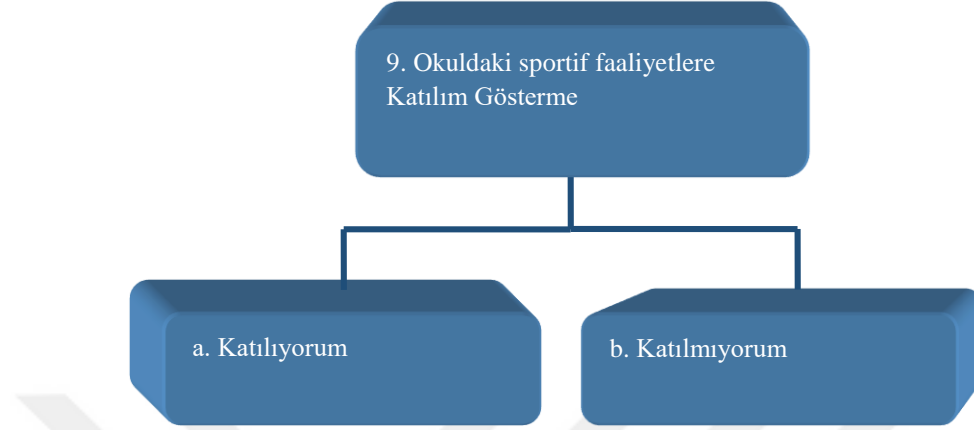 9. Okuldaki sportif faaliyetlere
Katılım Gösterme
a. Katılıyorum
b. Katılmıyorum